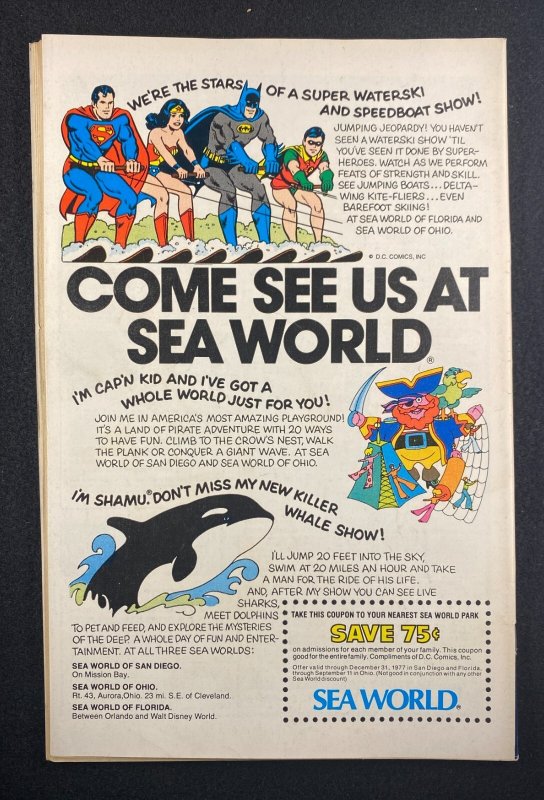 WE'RE THE STARS OF A SUPER WATERSKI
AND SPEEDBOAT SHOW!
JUMPING JEOPARDY! YOU HAVEN'T
SEEN A WATERSKI SHOW 'TIL
YOU'VE SEEN IT DONE BY SUPER-
HEROES. WATCH AS WE PERFORM
FEATS OF STRENGTH AND SKILL.
SEE JUMPING BOATS...DELTA-
WING KITE-FLIERS...EVEN
BAREFOOT SKIING!
AT SEA WORLD OF FLORIDA AND
SEA WORLD OF OHIO.
© D.C. COMICS, INC
COME SEE US AT
SEA WORLD®
I'M CAP'N KID AND I'VE GOT A
WHOLE WORLD JUST FOR YOU!
JOIN ME IN AMERICA'S MOST AMAZING PLAYGROUND!
IT'S A LAND OF PIRATE ADVENTURE WITH 20 WAYS
TO HAVE FUN. CLIMB TO THE CROW'S NEST, WALK
THE PLANK OR CONQUER A GIANT WAVE. AT SEA
WORLD OF SAN DIEGO AND SEA WORLD OF OHIO.
I'M SHAMU.® DON'T MISS MY NEW KILLER
WHALE SHOW!
I'LL JUMP 20 FEET INTO THE SKY,
SWIM AT 20 MILES AN HOUR AND TAKE
A MAN FOR THE RIDE OF HIS LIFE.
AND, AFTER MY SHOW YOU CAN SEE LIVE
SHARKS,
MEET DOLPHINS
TO PET AND FEED, AND EXPLORE THE MYSTERIES
OF THE DEEP. A WHOLE DAY OF FUN AND ENTER-
TAINMENT. AT ALL THREE SEA WORLDS:
SEA WORLD OF SAN DIEGO.
On Mission Bay.
SEA WORLD OF OHIO.
Rt. 43, Aurora, Ohio. 23 mi. S.E. of Cleveland.
SEA WORLD OF FLORIDA.
Between Orlando and Walt Disney World.
TAKE THIS COUPON TO YOUR NEAREST SEA WORLD PARK
SAVE 75¢
on admissions for each member of your family. This coupon
good for the entire family. Compliments of D.C. Comics, Inc.
Offer valid through December 31, 1977 in San Diego and Florida.
through September 11 in Ohio. (Not good in conjunction with any other
Sea World discount)
SEA WORLD®